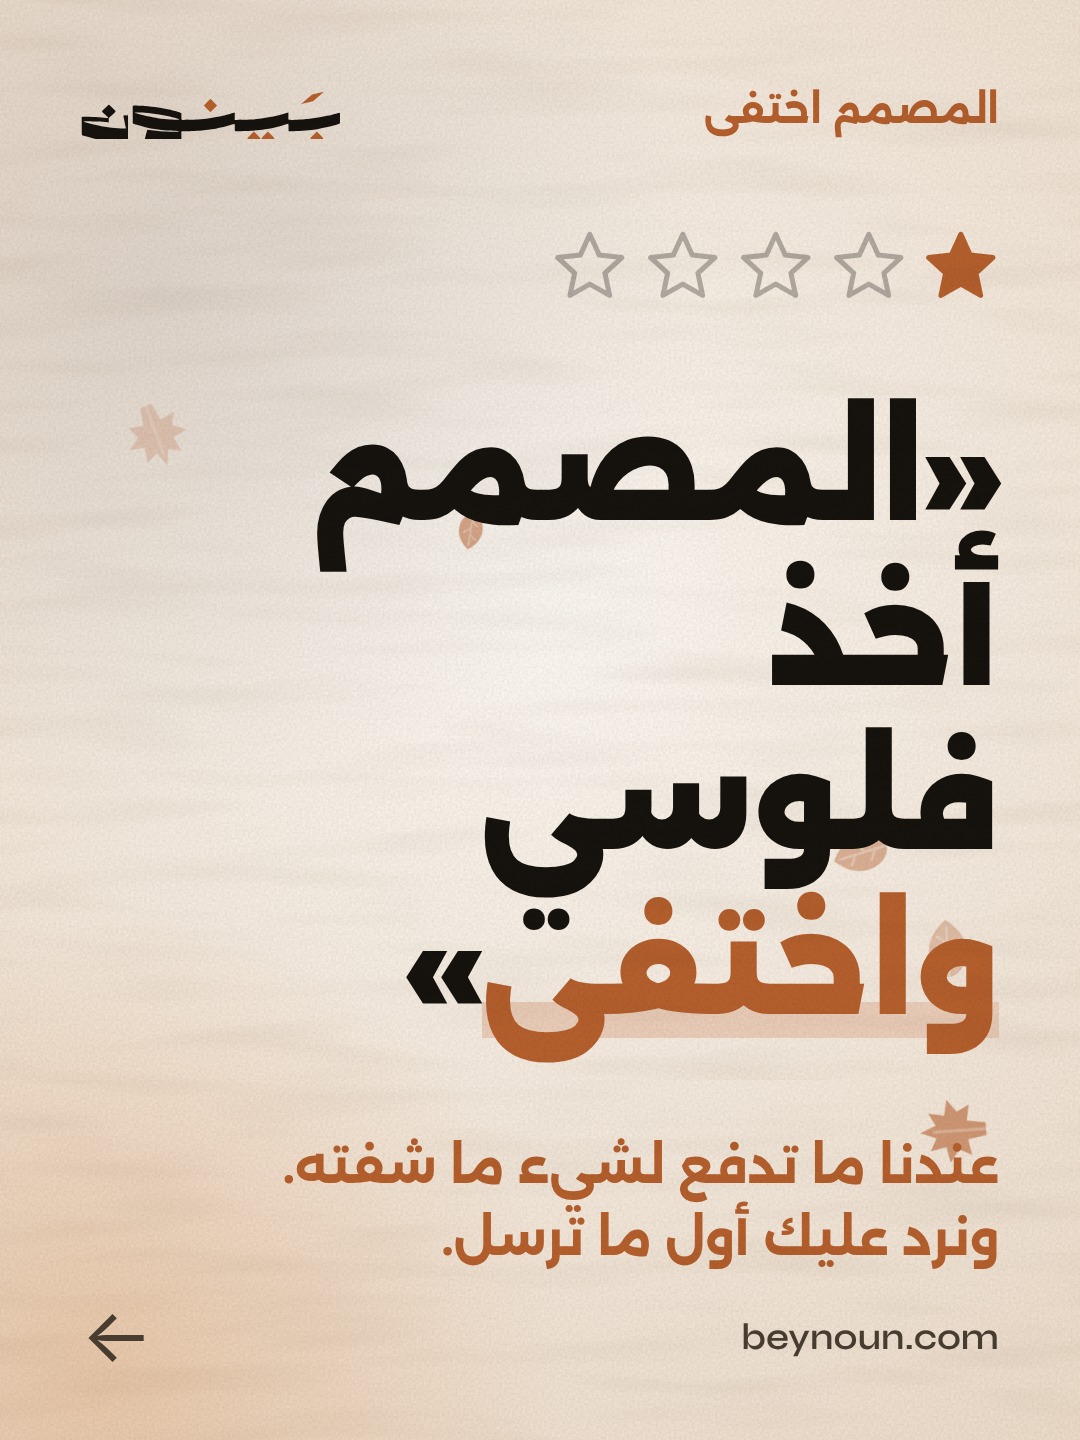 المصمم اختفى
بَينون
«المصمم
أخذ
فلوسي
واختفى»
عندنا ما تدفع لشيء ما شفته.
ونرد عليك أول ما ترسل.
beynoun.com